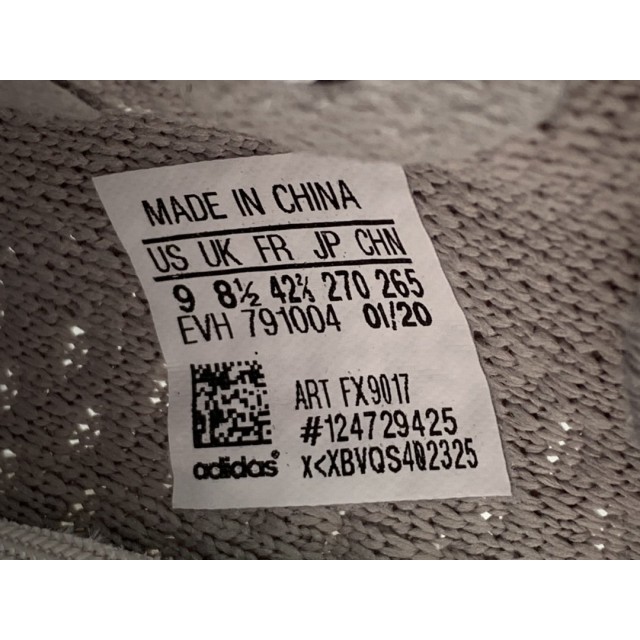 MADE IN CHINA
US UK FR JP CHN
9 8½ 42⅔ 270 265
EVH 791004 01/20
ART FX9017
#124729425
adidas® X<XBVQS402325